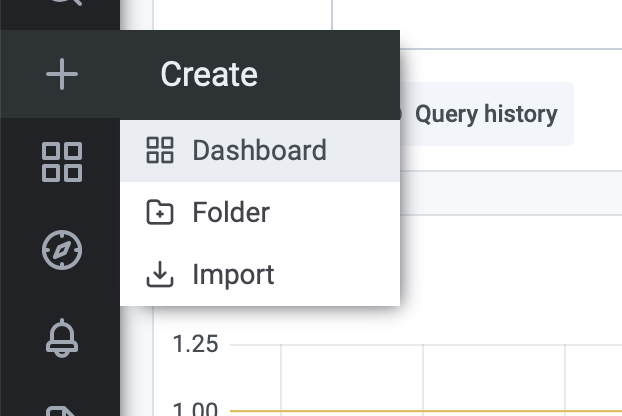 Create
Query history
Dashboard
Folder
Import
1.25
1.00